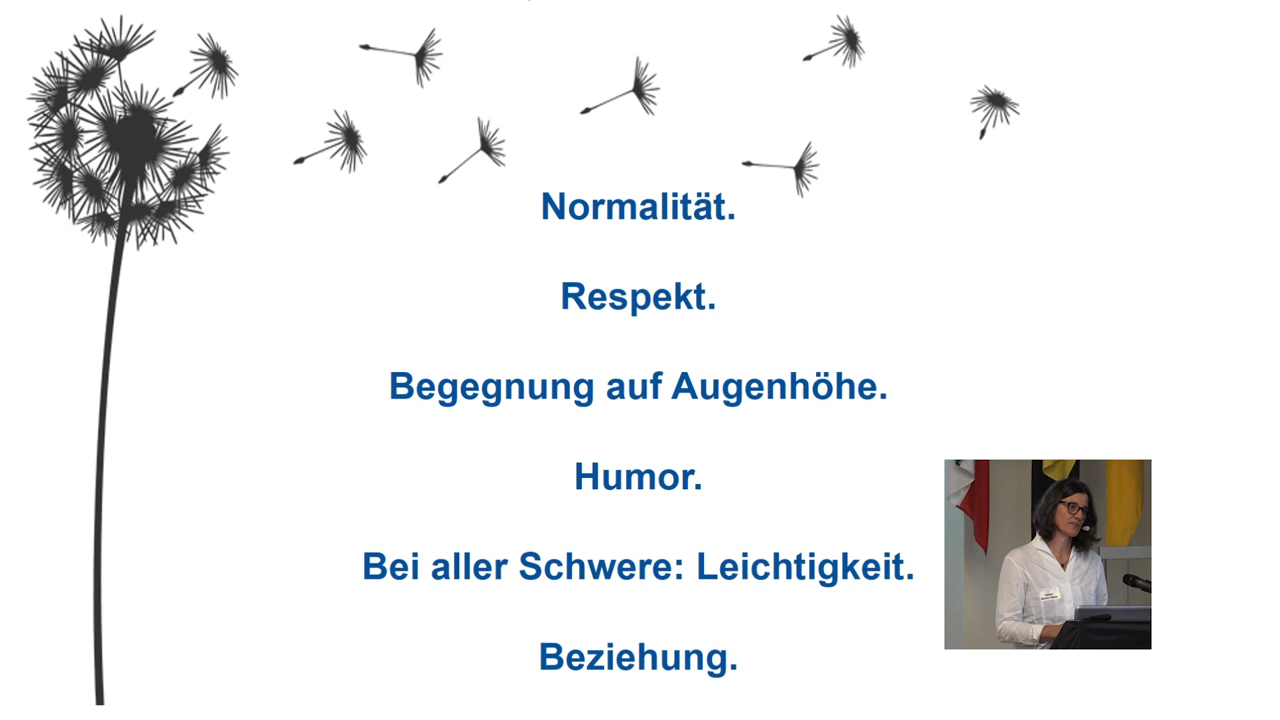 Normalität.
Respekt.
Begegnung auf Augenhöhe.
Humor.
Bei aller Schwere: Leichtigkeit.
Beziehung.